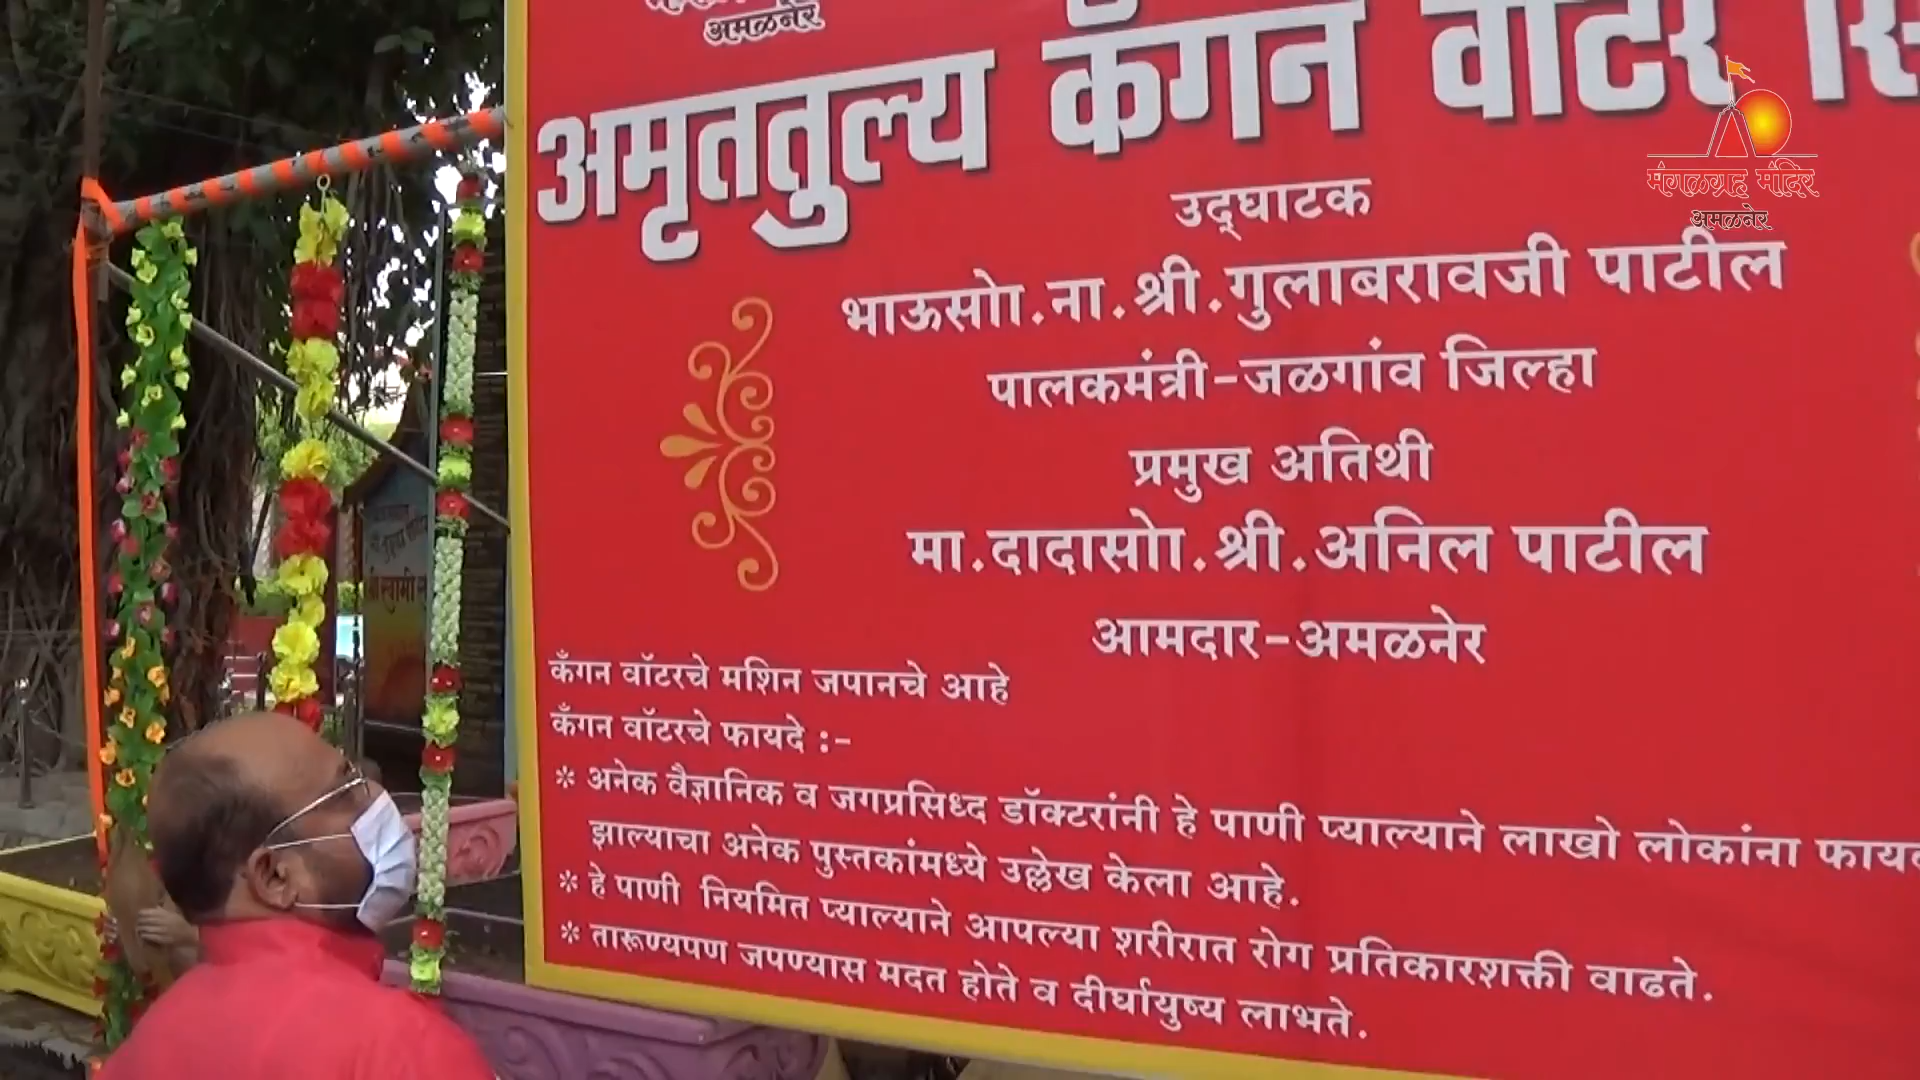 अमळनेर
अमृततुल्य कँगन वॉटर
उद्‌घाटक
भाऊसोा.ना.श्री.गुलाबरावजी पाटील
पालकमंत्री-जळगांव जिल्हा
प्रमुख अतिथी
मा.दादासोा.श्री.अनिल पाटील
आमदार-अमळनेर
कँगन वॉटरचे मशिन जपानचे आहे
कँगन वॉटरचे फायदे :-
* अनेक वैज्ञानिक व जगप्रसिध्द डॉक्टरांनी हे पाणी प्याल्याने लाखो लोकांना
झाल्याचा अनेक पुस्तकांमध्ये उल्लेख केला आहे.
* हे पाणी नियमित प्याल्याने आपल्या शरीरात रोग प्रतिकारशक्ती वाढते.
* तारूण्यपण जपण्यास मदत होते व दीर्घायुष्य लाभते.
मंगळग्रह मंदिर
अमळनेर